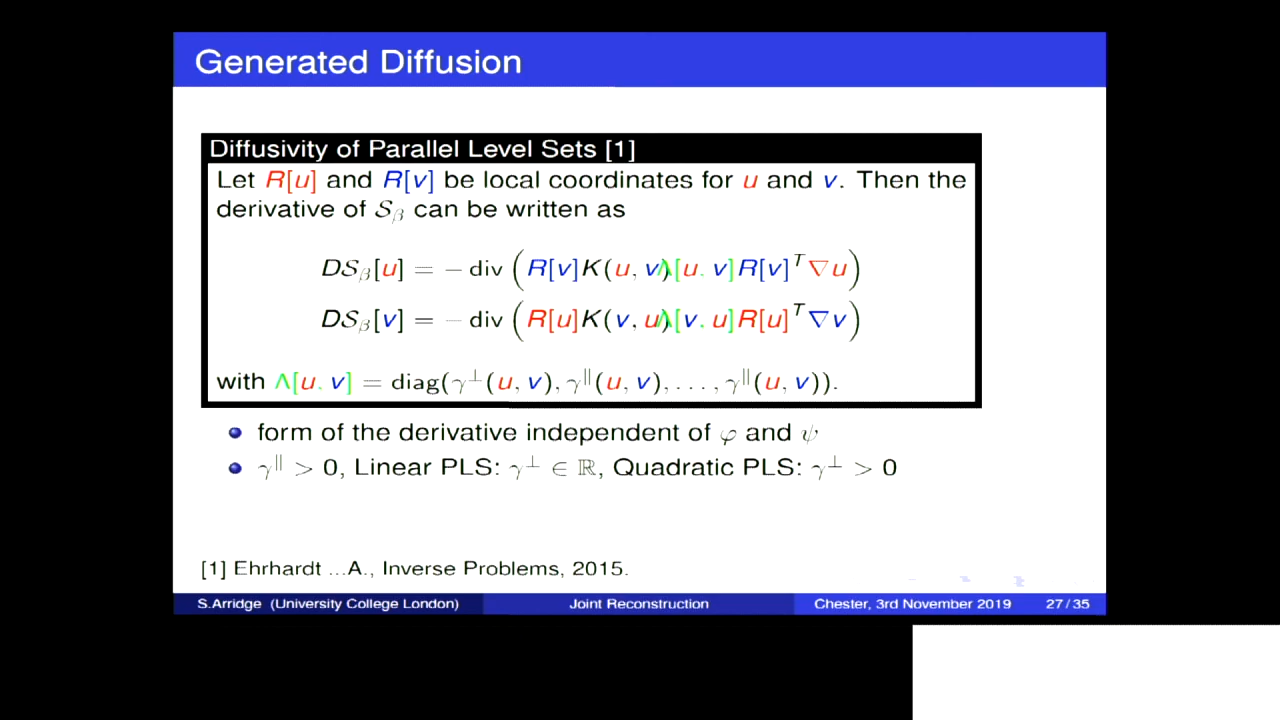 Generated Diffusion
Diffusivity of Parallel Level Sets [1]
Let R[u] and R[v] be local coordinates for u and v. Then the
derivative of 𝒮β can be written as
D𝒮β[u] = − div (R[v]K(u, v)Λ[u, v]R[v]ᵀ∇u)
D𝒮β[v] = − div (R[u]K(v, u)Λ[v, u]R[u]ᵀ∇v)
with Λ[u, v] = diag(γ⊥(u, v), γ∥(u, v), . . . , γ∥(u, v)).
form of the derivative independent of φ and ψ
γ∥ > 0, Linear PLS: γ⊥ ∈ ℝ, Quadratic PLS: γ⊥ > 0
[1] Ehrhardt ...A., Inverse Problems, 2015.
S.Arridge (University College London) Joint Reconstruction Chester, 3rd November 2019 27 / 35